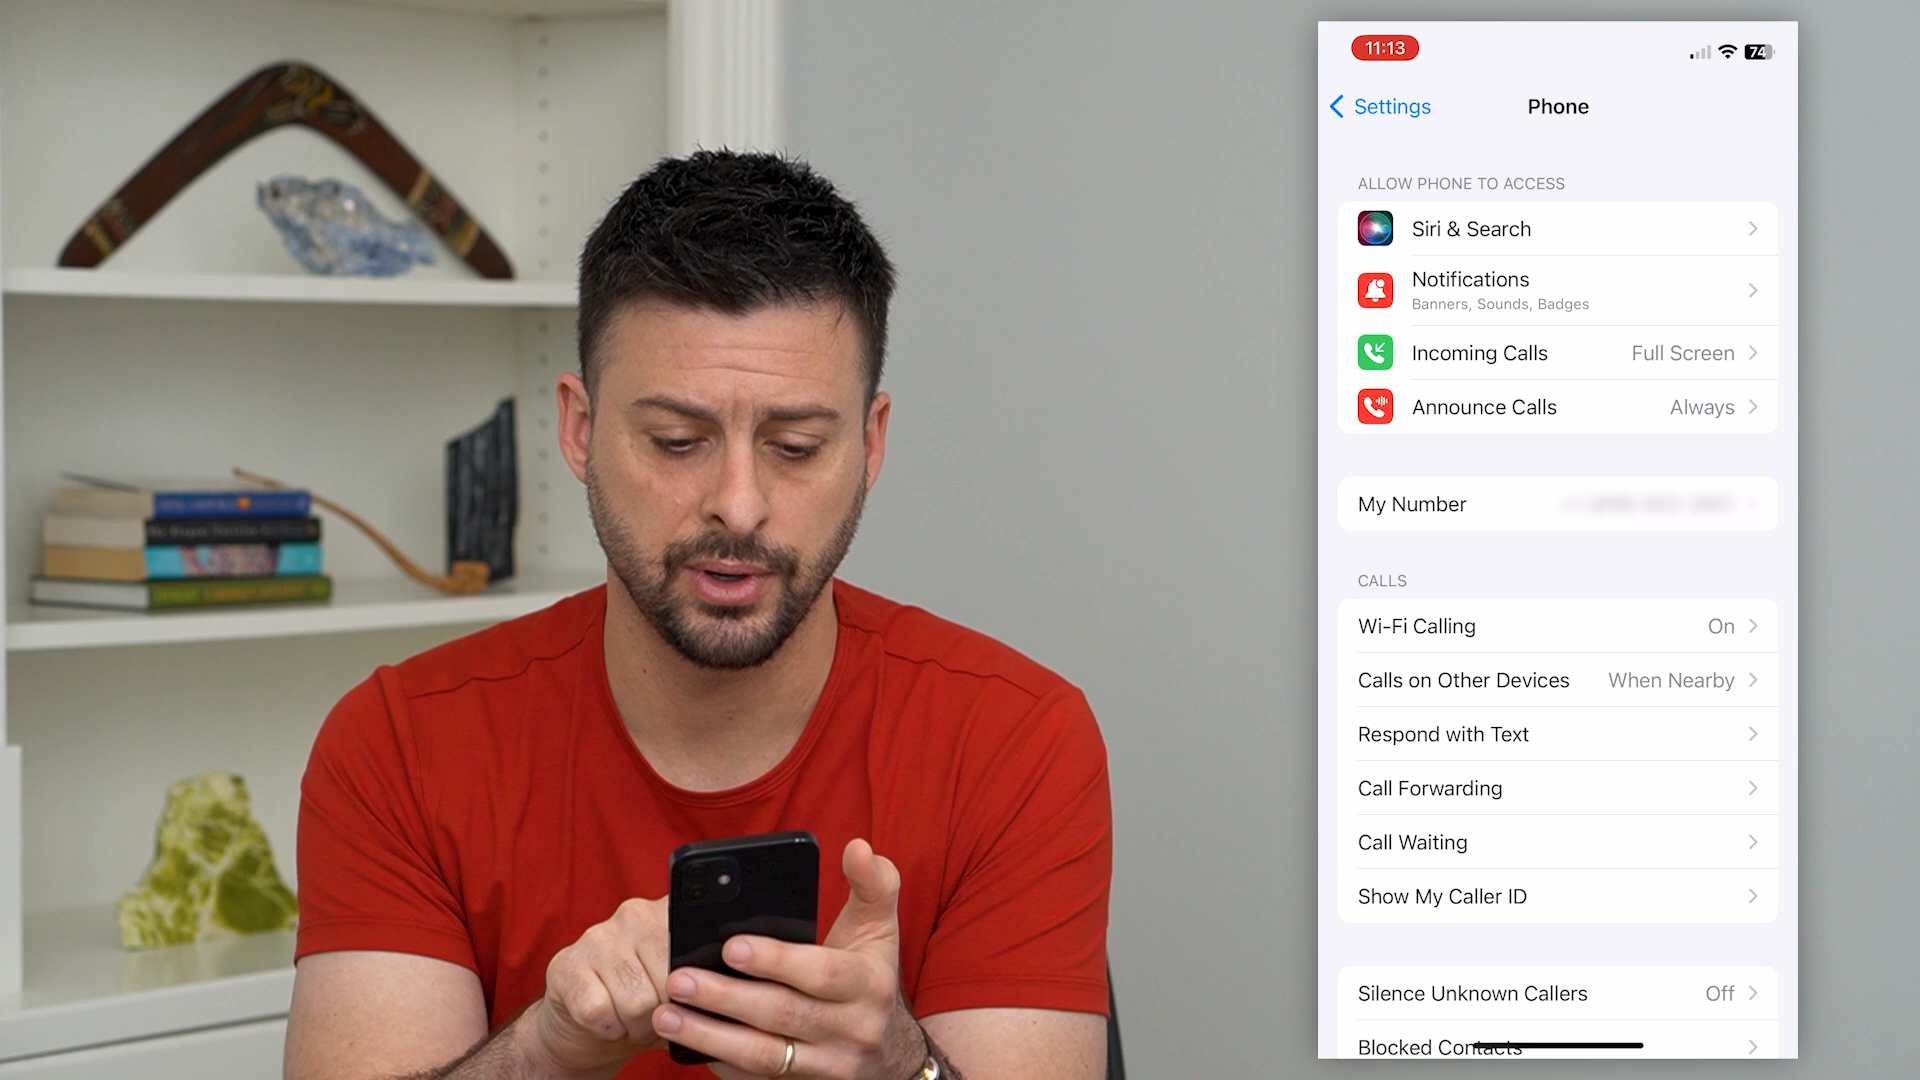 11:13
74
Settings
Phone
ALLOW PHONE TO ACCESS
Siri & Search
Notifications
Banners, Sounds, Badges
Incoming Calls Full Screen
Announce Calls Always
My Number
CALLS
Wi-Fi Calling On
Calls on Other Devices When Nearby
Respond with Text
Call Forwarding
Call Waiting
Show My Caller ID
Silence Unknown Callers Off
Blocked Contacts